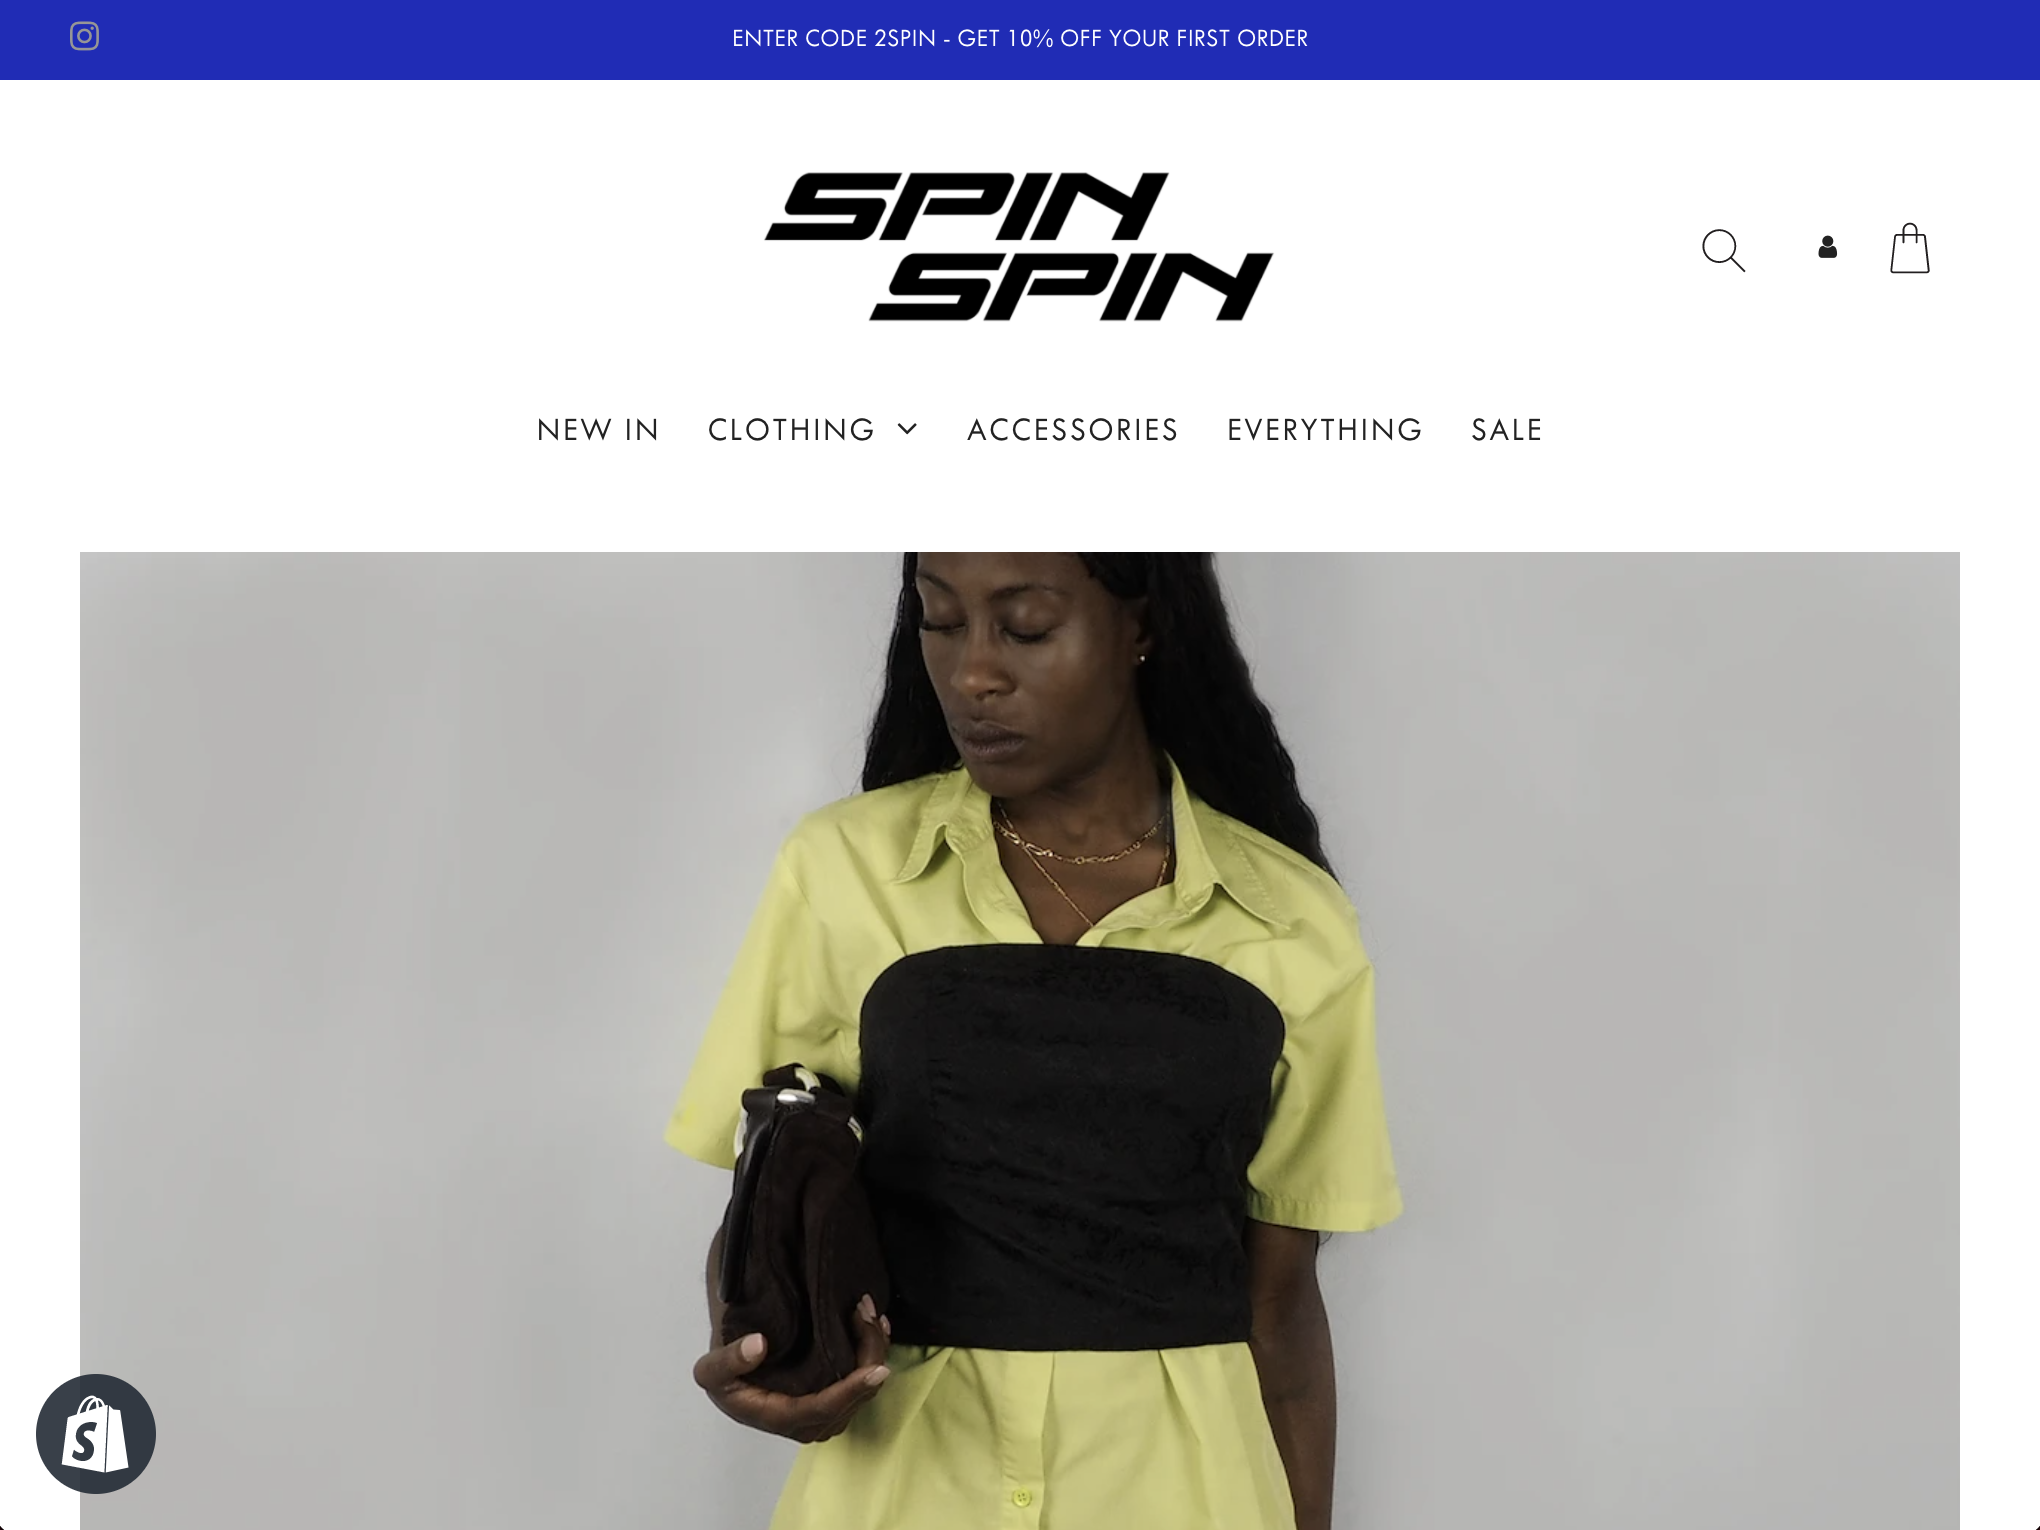 ENTER CODE 2SPIN - GET 10% OFF YOUR FIRST ORDER
SPIN
SPIN
NEW IN CLOTHING ACCESSORIES EVERYTHING SALE
S